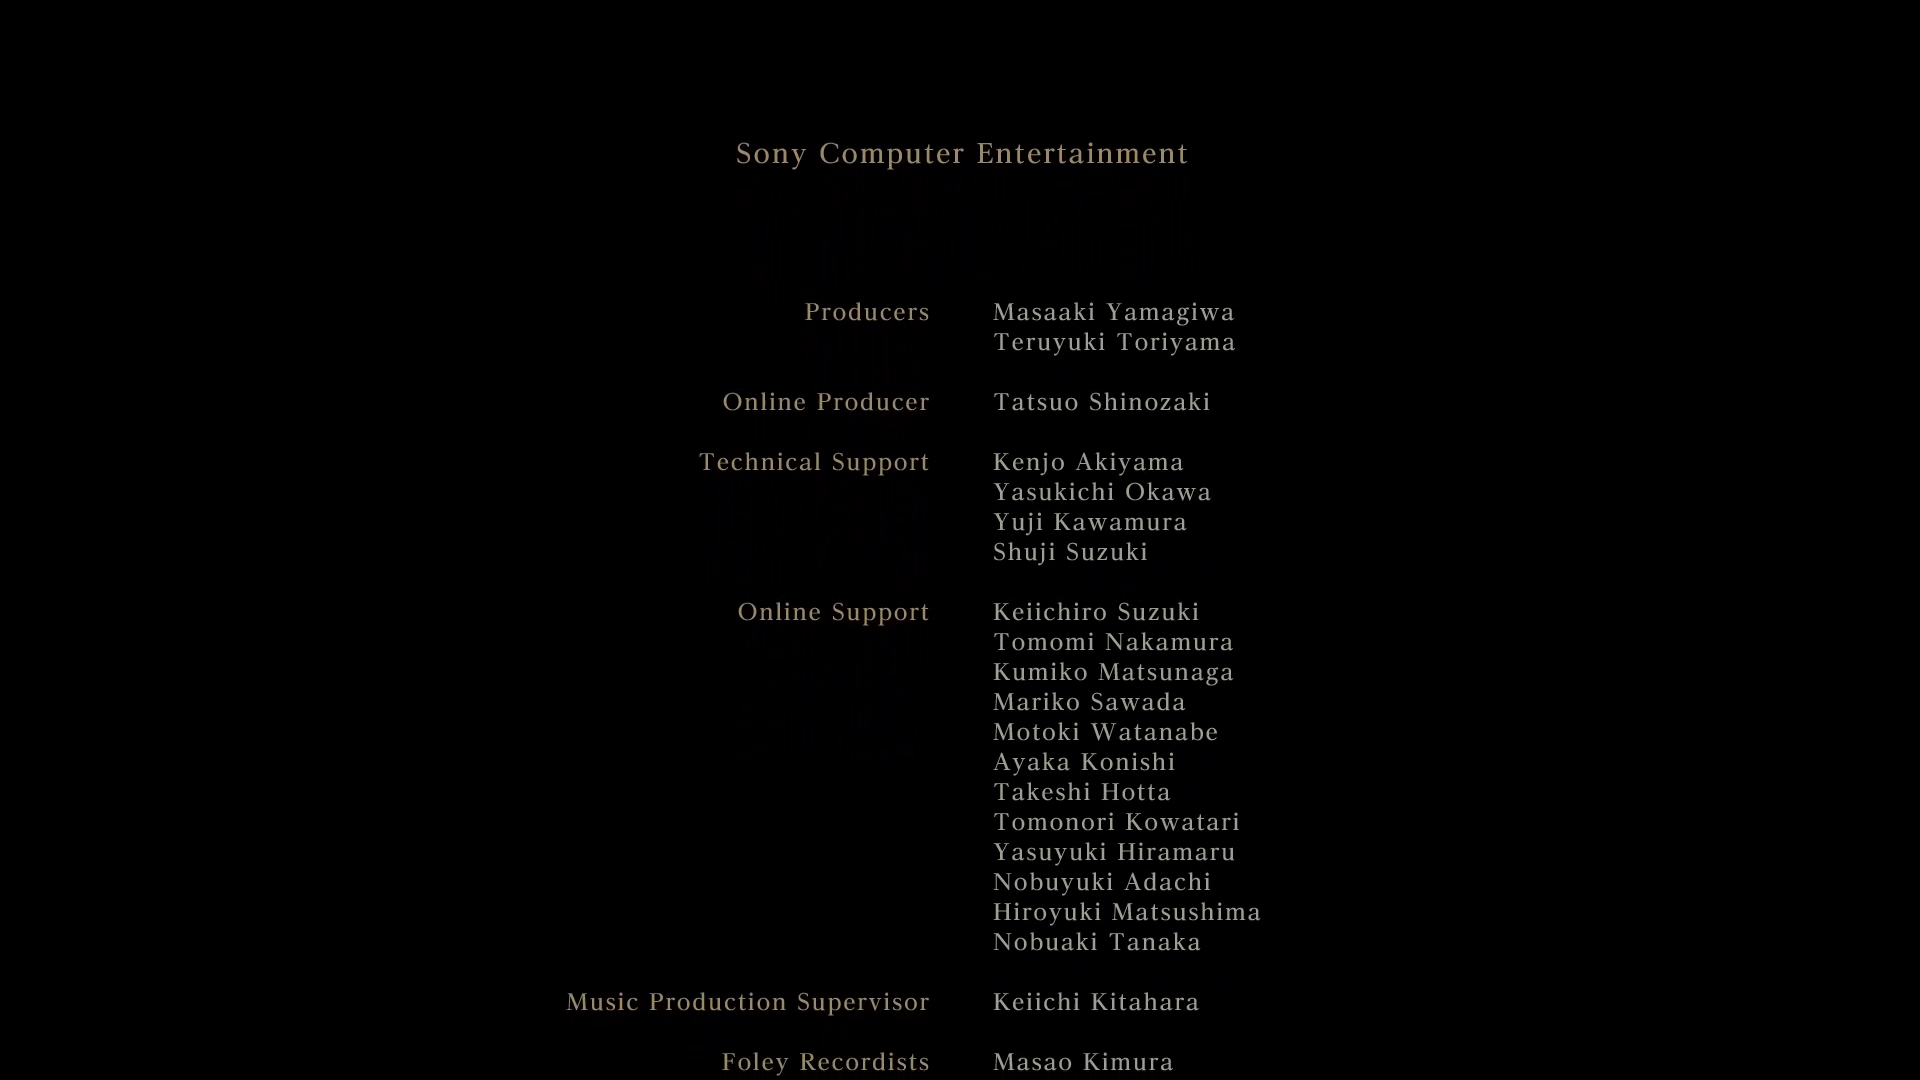 Sony Computer Entertainment
Producers Masaaki Yamagiwa
Teruyuki Toriyama
Online Producer Tatsuo Shinozaki
Technical Support Kenjo Akiyama
Yasukichi Okawa
Yuji Kawamura
Shuji Suzuki
Online Support Keiichiro Suzuki
Tomomi Nakamura
Kumiko Matsunaga
Mariko Sawada
Motoki Watanabe
Ayaka Konishi
Takeshi Hotta
Tomonori Kowatari
Yasuyuki Hiramaru
Nobuyuki Adachi
Hiroyuki Matsushima
Nobuaki Tanaka
Music Production Supervisor Keiichi Kitahara
Foley Recordists Masao Kimura